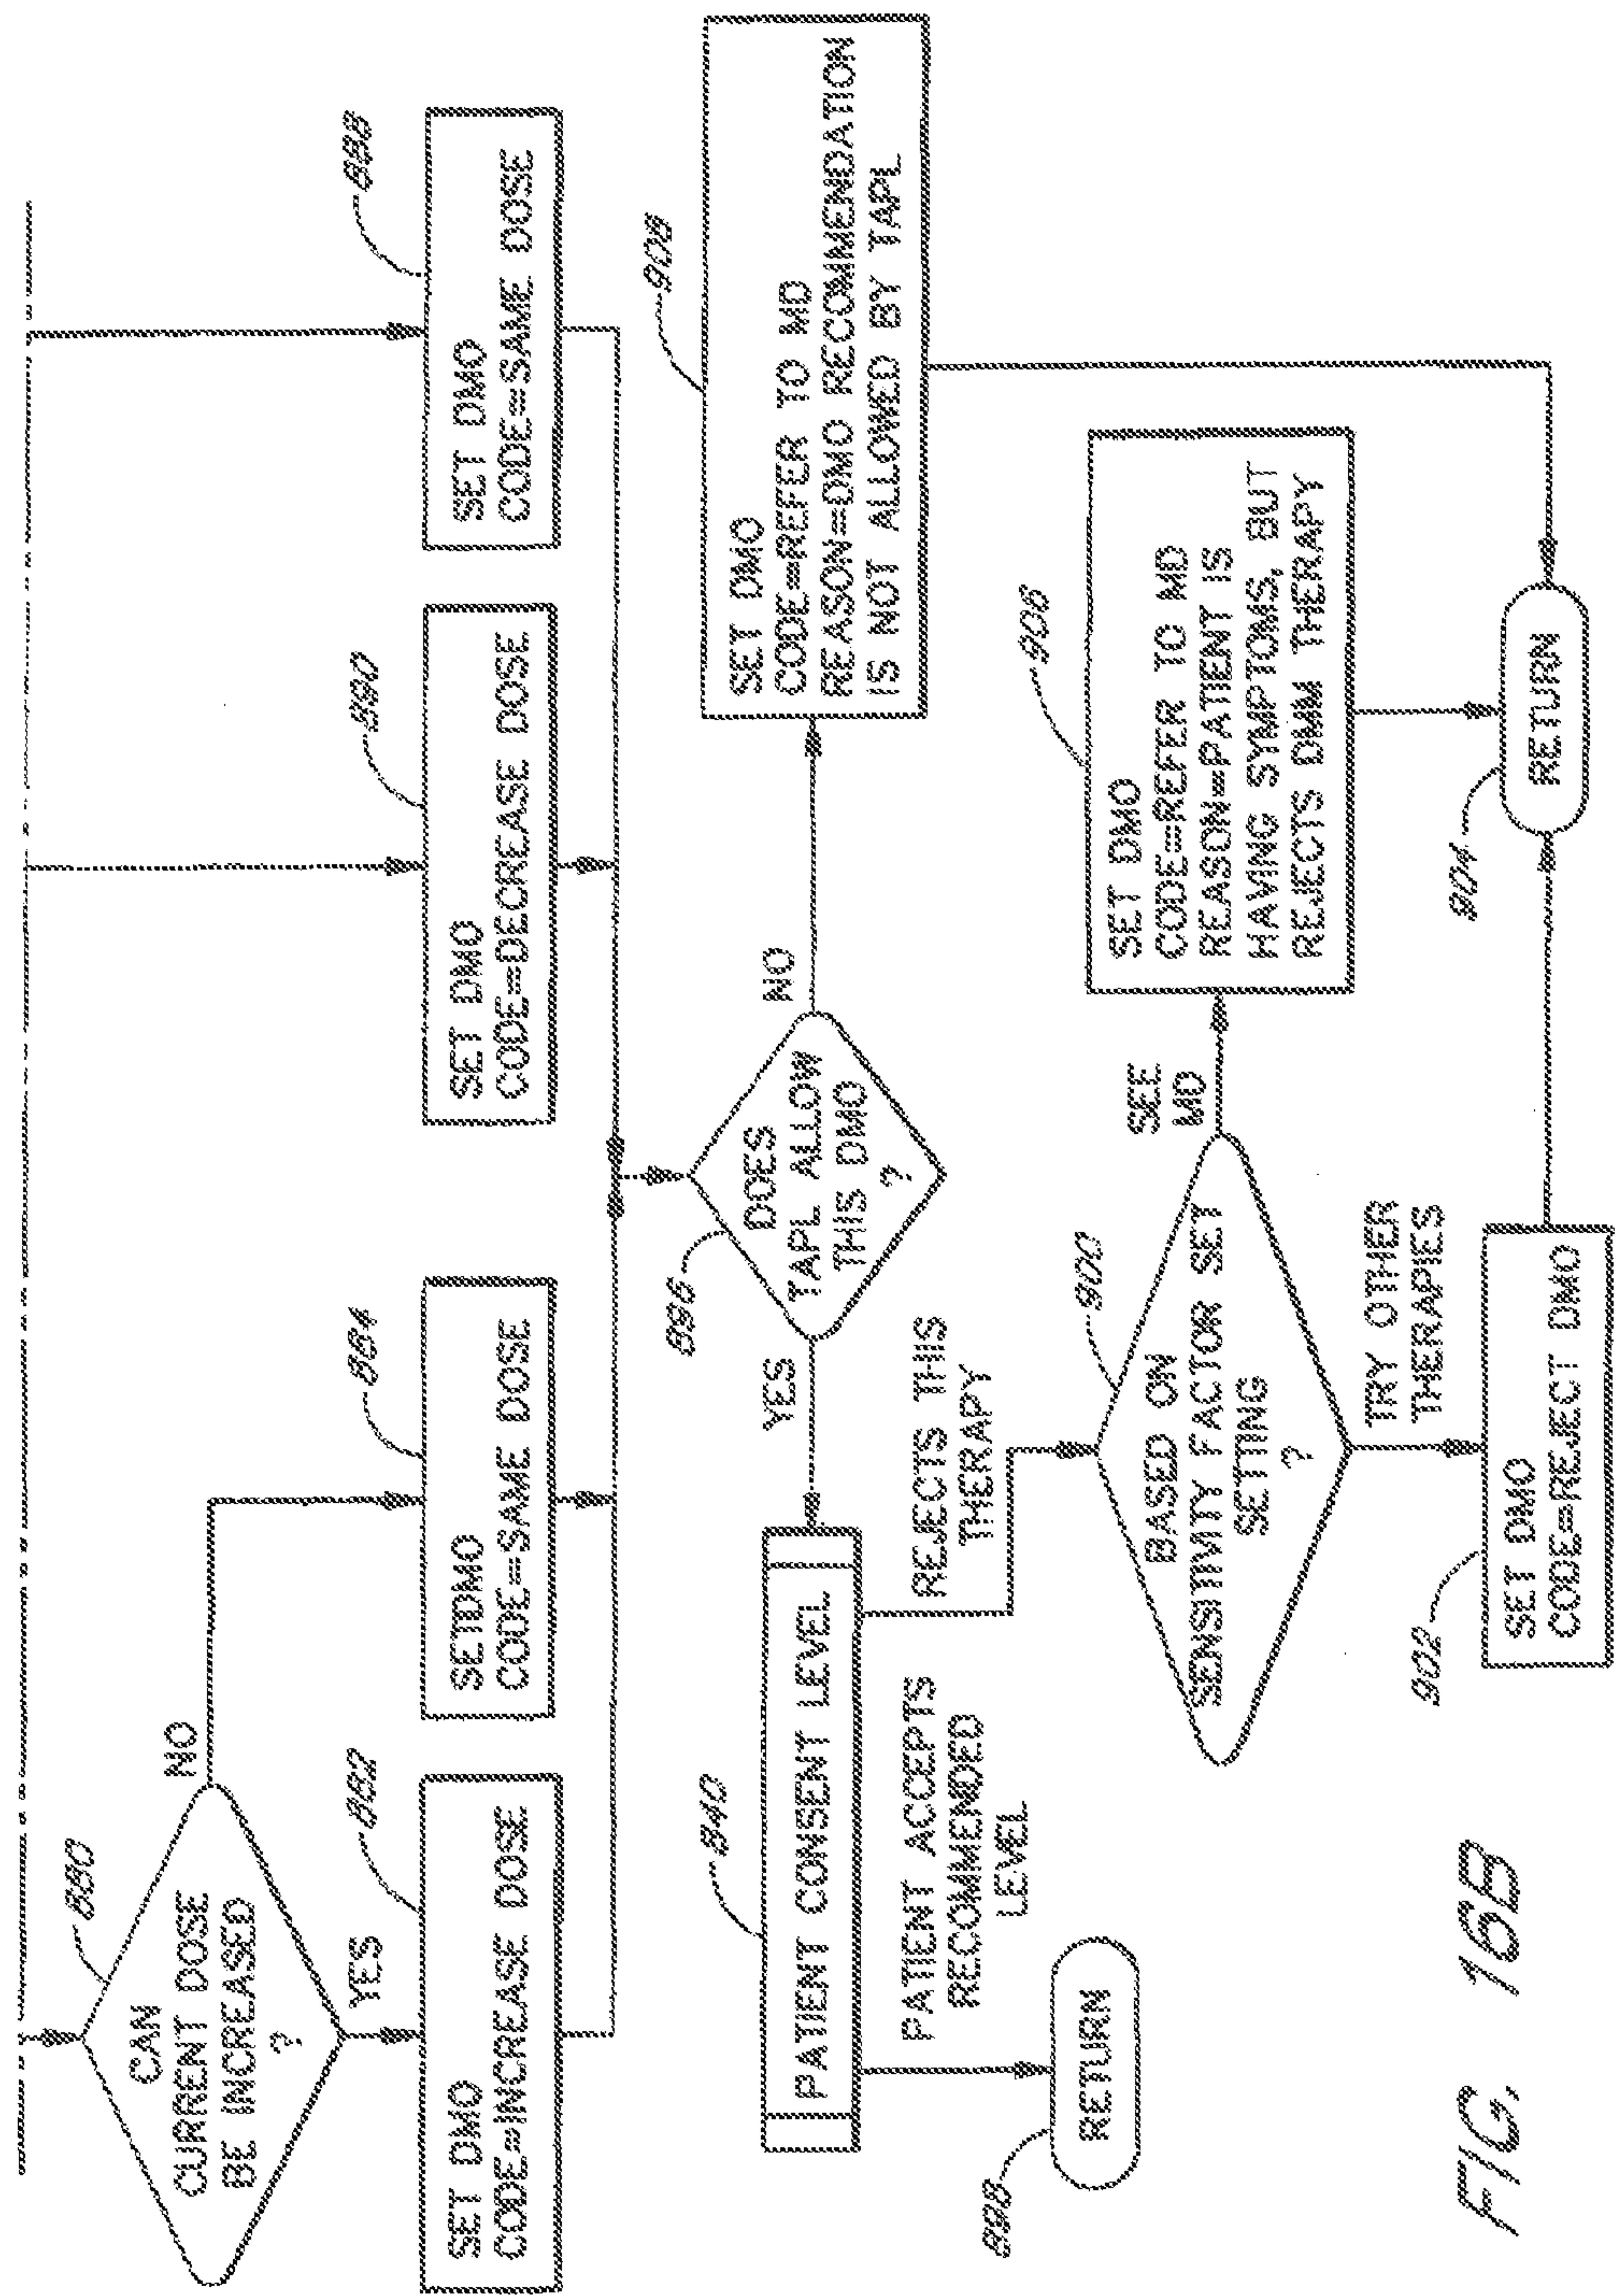 880
CAN
CURRENT DOSE
BE INCREASED
?
NO
YES
882
SET DMO
CODE=INCREASE DOSE
884
SETDMO
CODE=SAME DOSE
890
SET DMO
CODE=DECREASE DOSE
888
SET DMO
CODE=SAME DOSE
896
DOES
TAPL ALLOW
THIS DMO
?
YES
NO
908
SET DMO
CODE=REFER TO MD
REASON=DMO RECOMMENDATION
IS NOT ALLOWED BY TAPL
840
PATIENT CONSENT LEVEL
PATIENT ACCEPTS
RECOMMENDED
LEVEL
REJECTS THIS
THERAPY
898
RETURN
900
BASED ON
SENSITIVITY FACTOR SET
SETTING
?
SEE
MD
906
SET DMO
CODE=REFER TO MD
REASON=PATIENT IS
HAVING SYMPTOMS, BUT
REJECTS DMM THERAPY
TRY OTHER
THERAPIES
902
SET DMO
CODE=REJECT DMO
904
RETURN
FIG. 16B